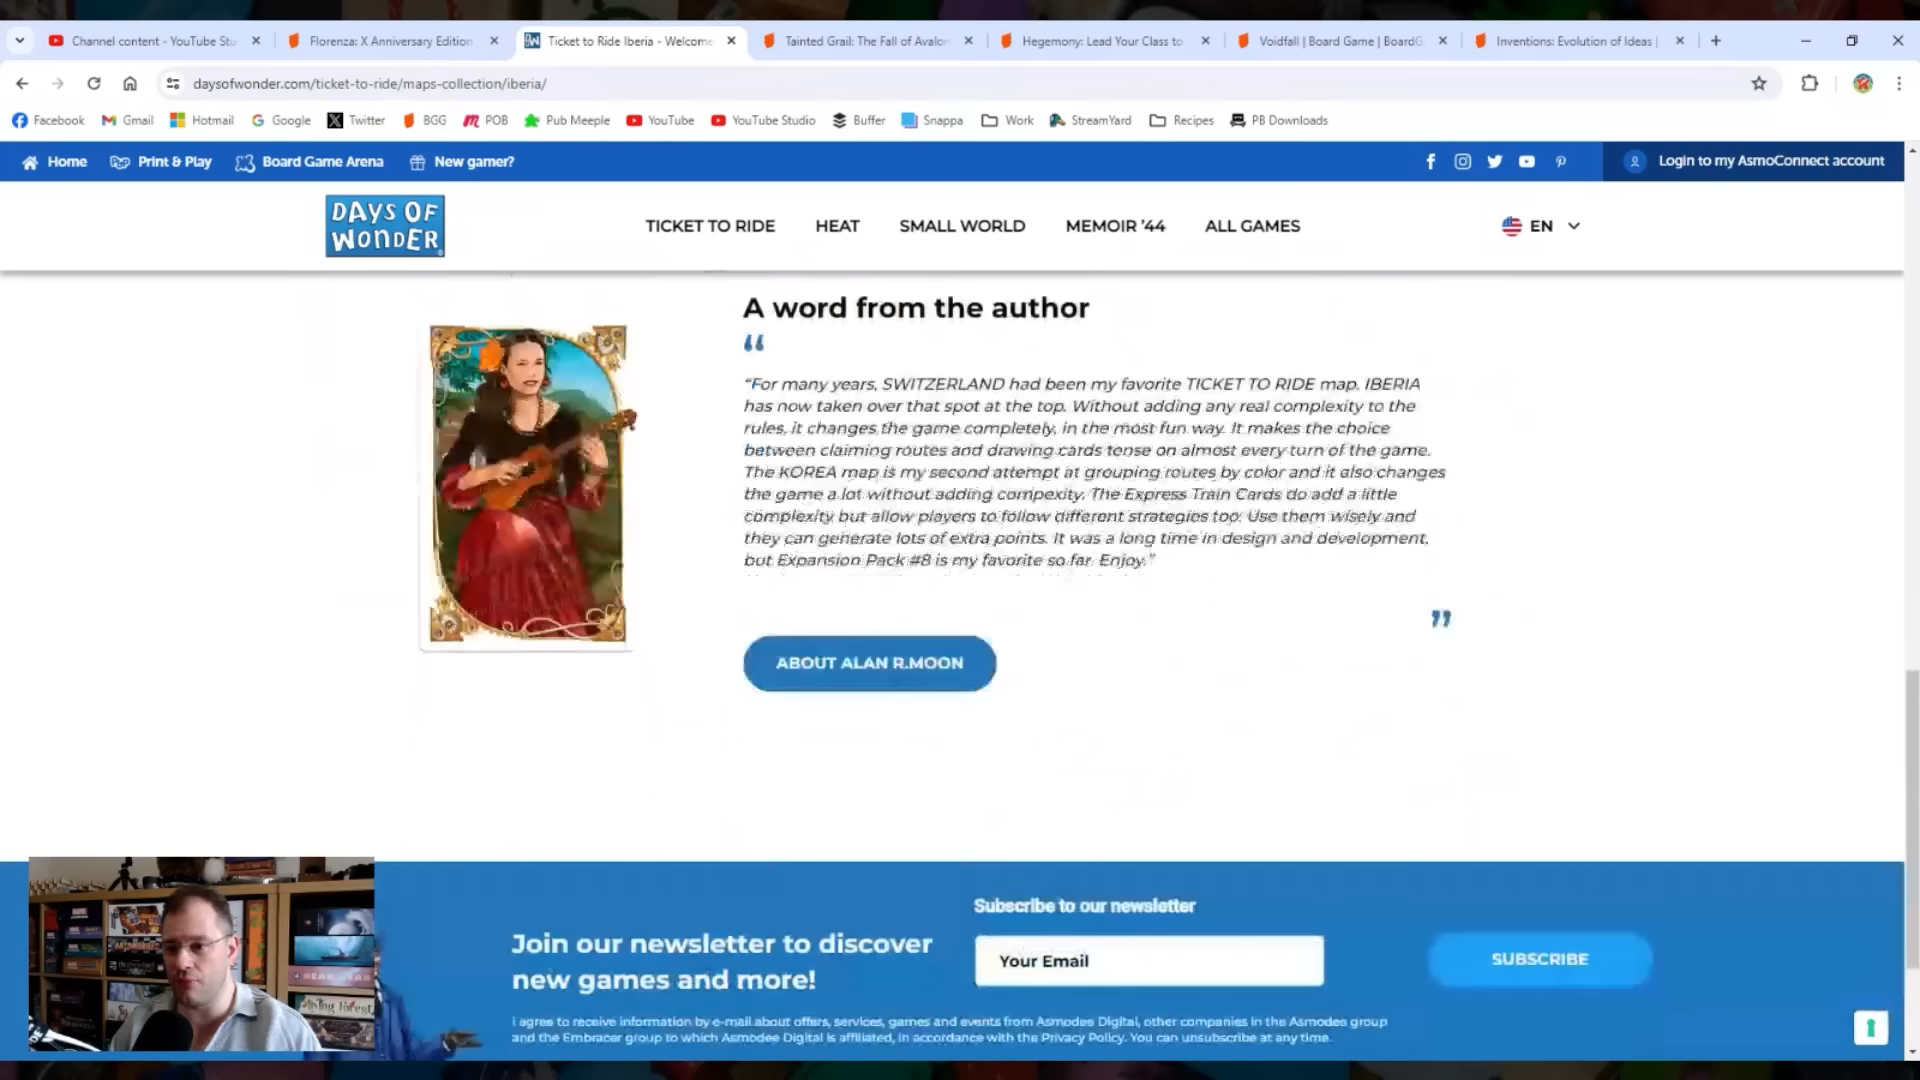 Channel content - YouTube Stu
Florenza: X Anniversary Edition
Ticket to Ride Iberia - Welcome
Tainted Grail: The Fall of Avalon
Hegemony: Lead Your Class to
Voidfall | Board Game | BoardG
Inventions: Evolution of Ideas |
daysofwonder.com/ticket-to-ride/maps-collection/iberia/
Facebook
Gmail
Hotmail
Google
Twitter
BGG
POB
Pub Meeple
YouTube
YouTube Studio
Buffer
Snappa
Work
StreamYard
Recipes
PB Downloads
Home
Print & Play
Board Game Arena
New gamer?
Login to my AsmoConnect account
DAYS OF
WONDER
TICKET TO RIDE
HEAT
SMALL WORLD
MEMOIR '44
ALL GAMES
EN
A word from the author
“
“For many years, SWITZERLAND had been my favorite TICKET TO RIDE map. IBERIA
has now taken over that spot at the top. Without adding any real complexity to the
rules, it changes the game completely, in the most fun way. It makes the choice
between claiming routes and drawing cards tense on almost every turn of the game.
The KOREA map is my second attempt at grouping routes by color and it also changes
the game a lot without adding compexity. The Express Train Cards do add a little
complexity but allow players to follow different strategies too. Use them wisely and
they can generate lots of extra points. It was a long time in design and development,
but Expansion Pack #8 is my favorite so far. Enjoy.”
”
ABOUT ALAN R.MOON
Join our newsletter to discover
new games and more!
Subscribe to our newsletter
Your Email
SUBSCRIBE
I agree to receive information by e-mail about offers, services, games and events from Asmodee Digital, other companies in the Asmodee group
and the Embracer group to which Asmodee Digital is affiliated, in accordance with the Privacy Policy. You can unsubscribe at any time.
living forest